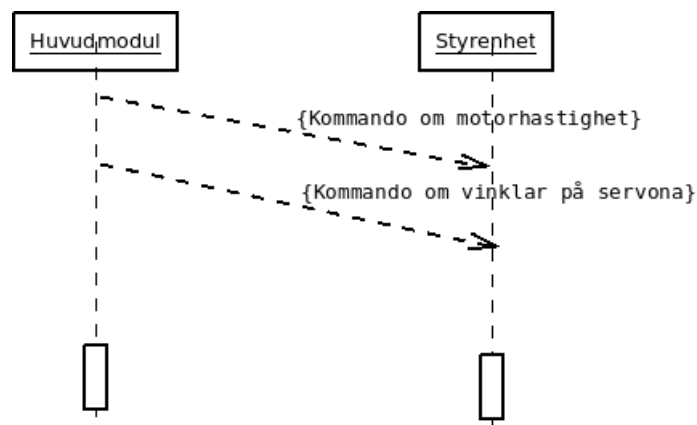 Huvudmodul
Styrenhet
{Kommando om motorhastighet}
{Kommando om vinklar på servona}